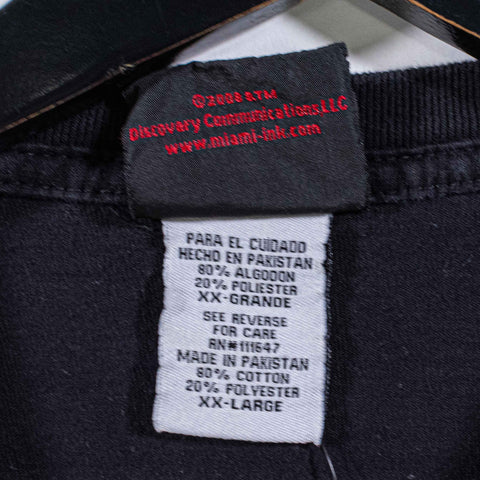 ©2008 &TM
Discovery Communications,LLC
www.miami-ink.com
PARA EL CUIDADO
HECHO EN PAKISTAN
80% ALGODON
20% POLIESTER
XX-GRANDE
SEE REVERSE
FOR CARE
RN#111647
MADE IN PAKISTAN
80% COTTON
20% POLYESTER
XX-LARGE